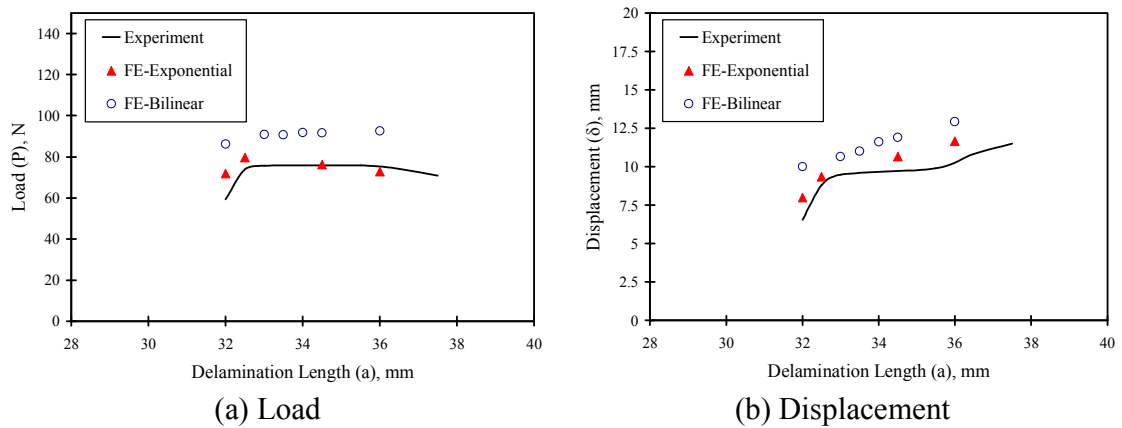 140
120
100
80
60
40
20
0
Load (P), N
Experiment
FE-Exponential
FE-Bilinear
28 30 32 34 36 38 40
Delamination Length (a), mm
(a) Load
20
17.5
15
12.5
10
7.5
5
2.5
0
Displacement (δ), mm
Experiment
FE-Exponential
FE-Bilinear
28 30 32 34 36 38 40
Delamination Length (a), mm
(b) Displacement